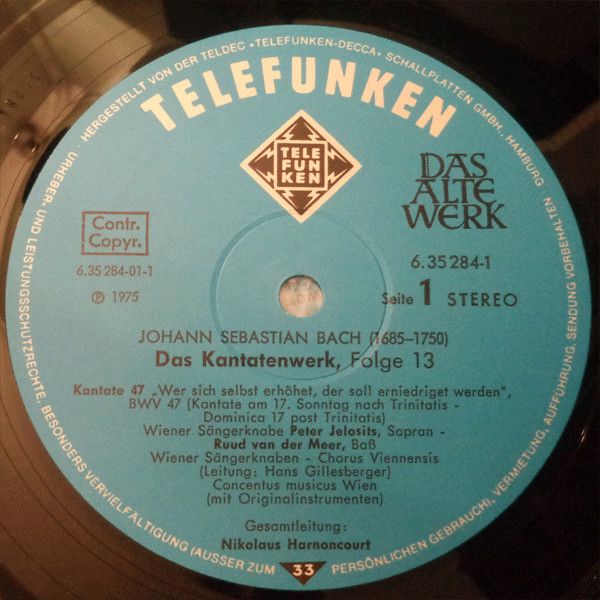 HERGESTELLT VON DER TELDEC »TELEFUNKEN-DECCA« SCHALLPLATTEN GMBH., HAMBURG
TELEFUNKEN
TELE
FUN
KEN
DAS
ALTE
WERK
Contr.
Copyr.
6.35 284-01-1
℗ 1975
6.35 284-1
Seite 1 STEREO
JOHANN SEBASTIAN BACH (1685–1750)
Das Kantatenwerk, Folge 13
Kantate 47 „Wer sich selbst erhöhet, der soll erniedriget werden“,
BWV 47 (Kantate am 17. Sonntag nach Trinitatis -
Dominica 17 post Trinitatis)
Wiener Sängerknabe Peter Jelosits, Sopran -
Ruud van der Meer, Baß
Wiener Sängerknaben - Chorus Viennensis
(Leitung: Hans Gillesberger)
Concentus musicus Wien
(mit Originalinstrumenten)
Gesamtleitung:
Nikolaus Harnoncourt
URHEBER- UND LEISTUNGSSCHUTZRECHTE, BESONDERS VERVIELFÄLTIGUNG (AUSSER ZUM PERSÖNLICHEN GEBRAUCH), VERMIETUNG, AUFFÜHRUNG, SENDUNG VORBEHALTEN
33